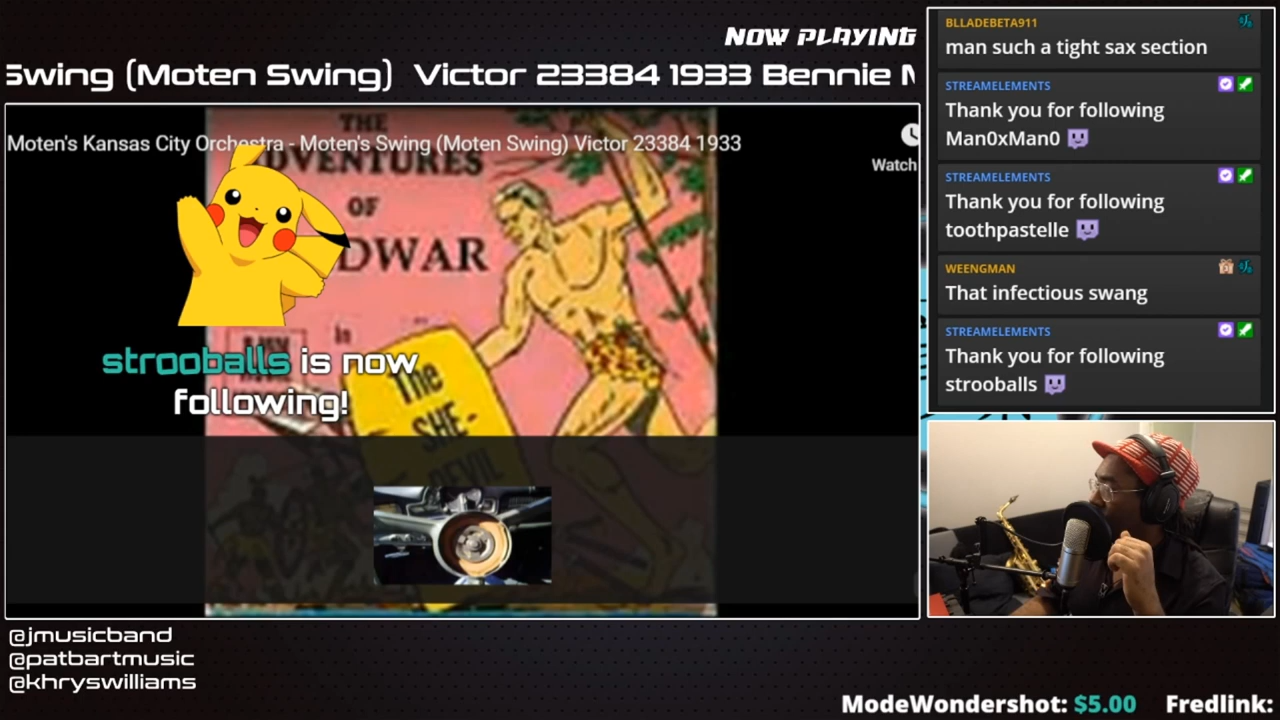 NOW PLAYING
Swing (Moten Swing) Victor 23384 1933 Bennie
Moten's Kansas City Orchestra - Moten's Swing (Moten Swing) Victor 23384 1933
Watch
THE
ADVENTURES
OF
DWAR
In
The
SHE-
DEVIL
strooballs is now
following!
BLLADEBETA911
man such a tight sax section
STREAMELEMENTS
Thank you for following
Man0xMan0
STREAMELEMENTS
Thank you for following
toothpastelle
WEENGMAN
That infectious swang
STREAMELEMENTS
Thank you for following
strooballs
@jmusicband
@patbartmusic
@khryswilliams
ModeWondershot: $5.00 Fredlink: